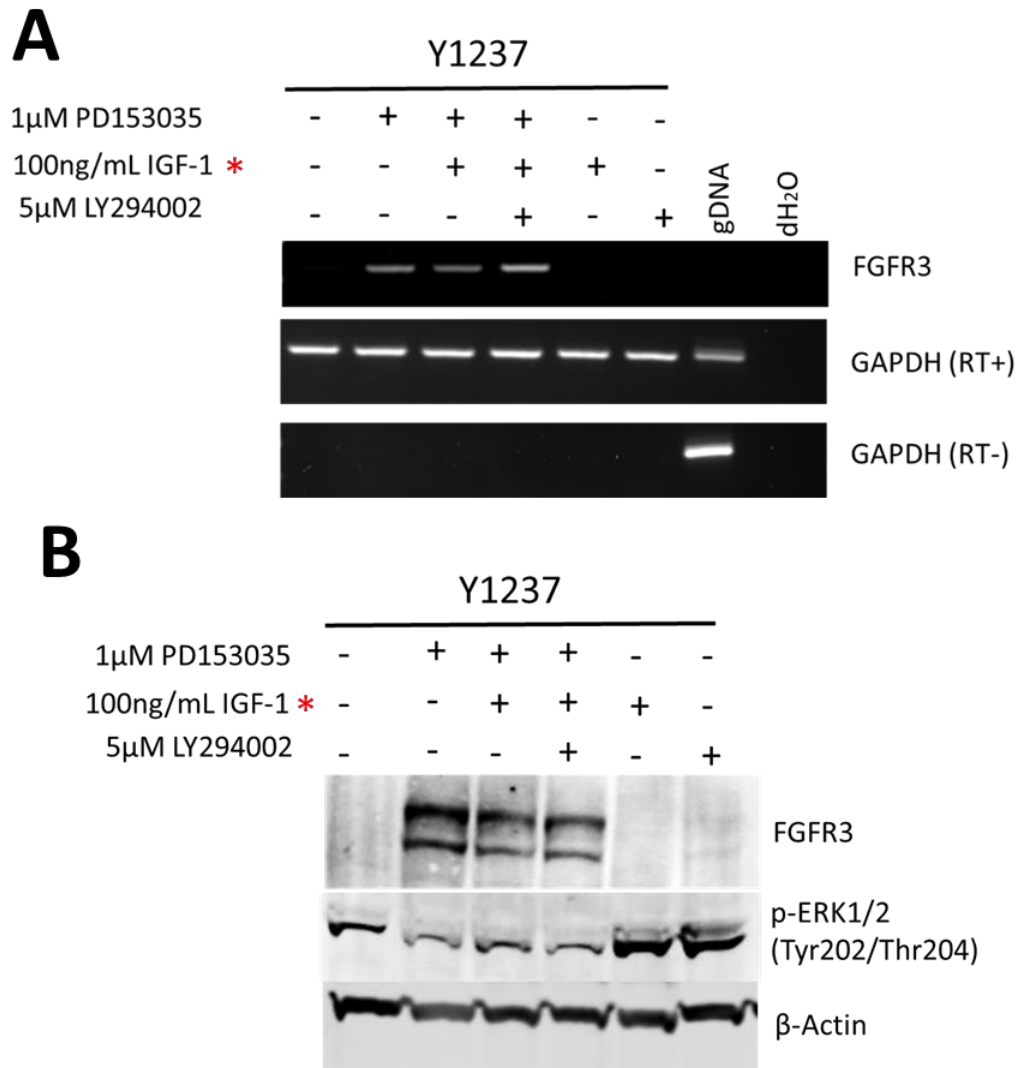 A
Y1237
1µM PD153035 - + + + - -
100ng/mL IGF-1 * - - + + + -
5µM LY294002 - - - + - +
gDNA
dH₂O
FGFR3
GAPDH (RT+)
GAPDH (RT-)
B
Y1237
1µM PD153035 - + + + - -
100ng/mL IGF-1 * - - + + + -
5µM LY294002 - - - + - +
FGFR3
p-ERK1/2
(Tyr202/Thr204)
β-Actin